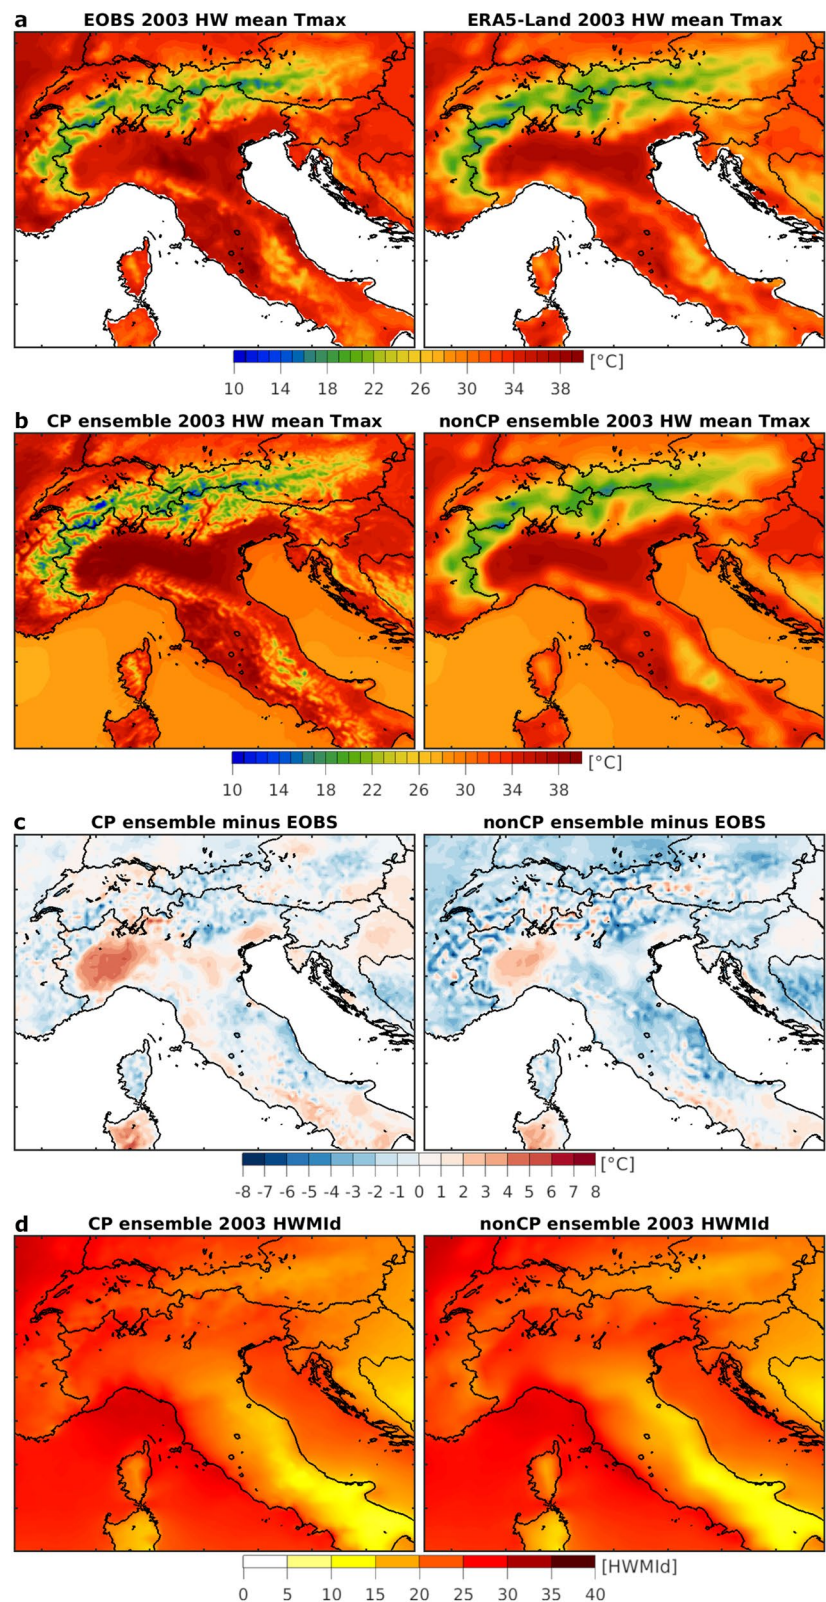 a
EOBS 2003 HW mean Tmax
ERA5-Land 2003 HW mean Tmax
10 14 18 22 26 30 34 38 [°C]
b
CP ensemble 2003 HW mean Tmax
nonCP ensemble 2003 HW mean Tmax
10 14 18 22 26 30 34 38 [°C]
c
CP ensemble minus EOBS
nonCP ensemble minus EOBS
-8 -7 -6 -5 -4 -3 -2 -1 0 1 2 3 4 5 6 7 8 [°C]
d
CP ensemble 2003 HWMId
nonCP ensemble 2003 HWMId
0 5 10 15 20 25 30 35 40 [HWMId]